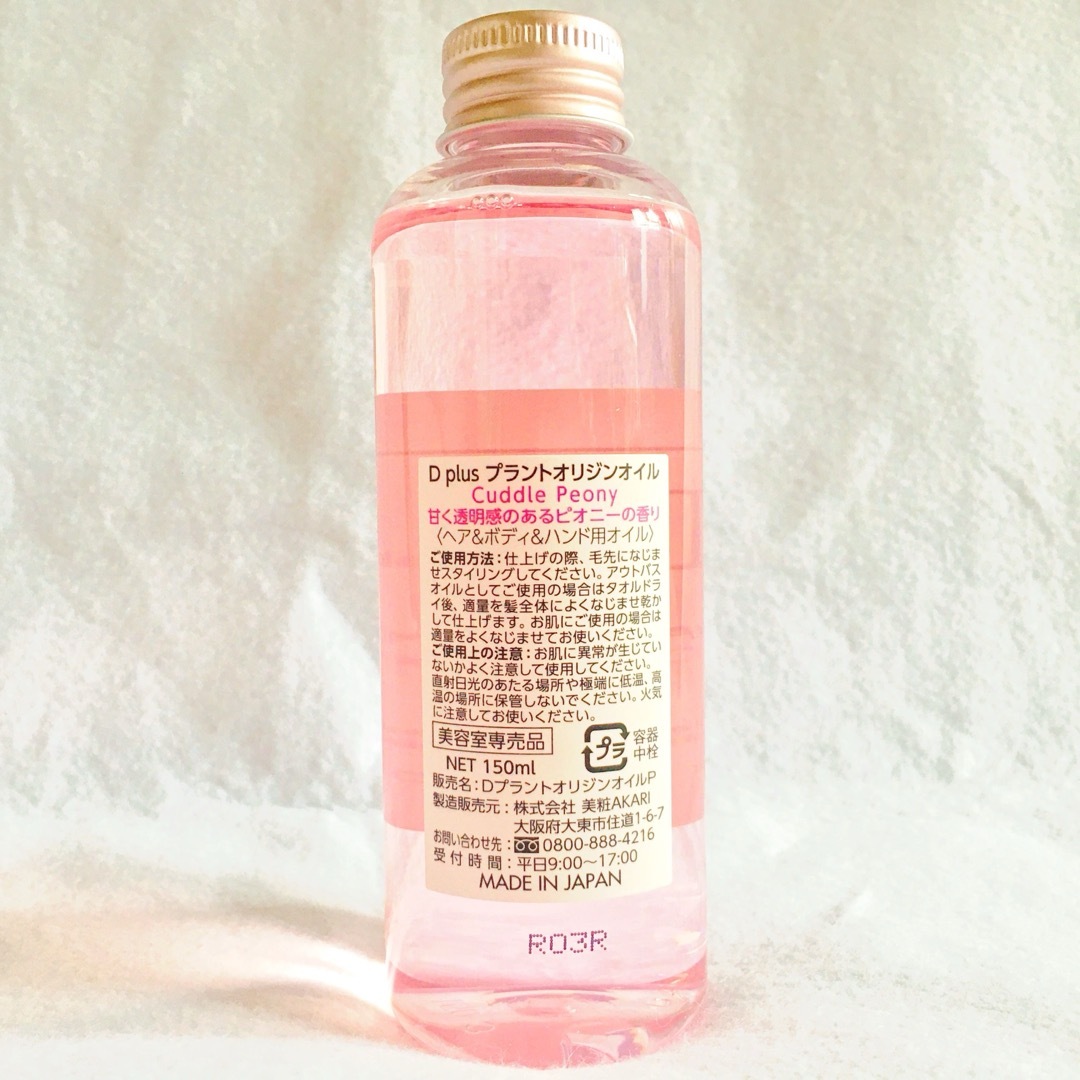 D plus プラントオリジンオイル
Cuddle Peony
甘く透明感のあるピオニーの香り
〈ヘア&ボディ&ハンド用オイル〉
ご使用方法：仕上げの際、毛先になじま
せスタイリングしてください。アウトバス
オイルとしてご使用の場合はタオルドラ
イ後、適量を髪全体によくなじませ乾か
して仕上げます。お肌にご使用の場合は
適量をよくなじませてお使いください。
ご使用上の注意：お肌に異常が生じてい
ないかよく注意して使用してください。
直射日光のあたる場所や極端に低温、高
温の場所に保管しないでください。火気
に注意してお使いください。
美容室専売品
プラ 容器
中栓
NET 150ml
販売名：DプラントオリジンオイルP
製造販売元：株式会社 美粧AKARI
大阪府大東市住道1-6-7
お問い合わせ先：0800-888-4216
受付時間：平日9:00〜17:00
MADE IN JAPAN
R03R